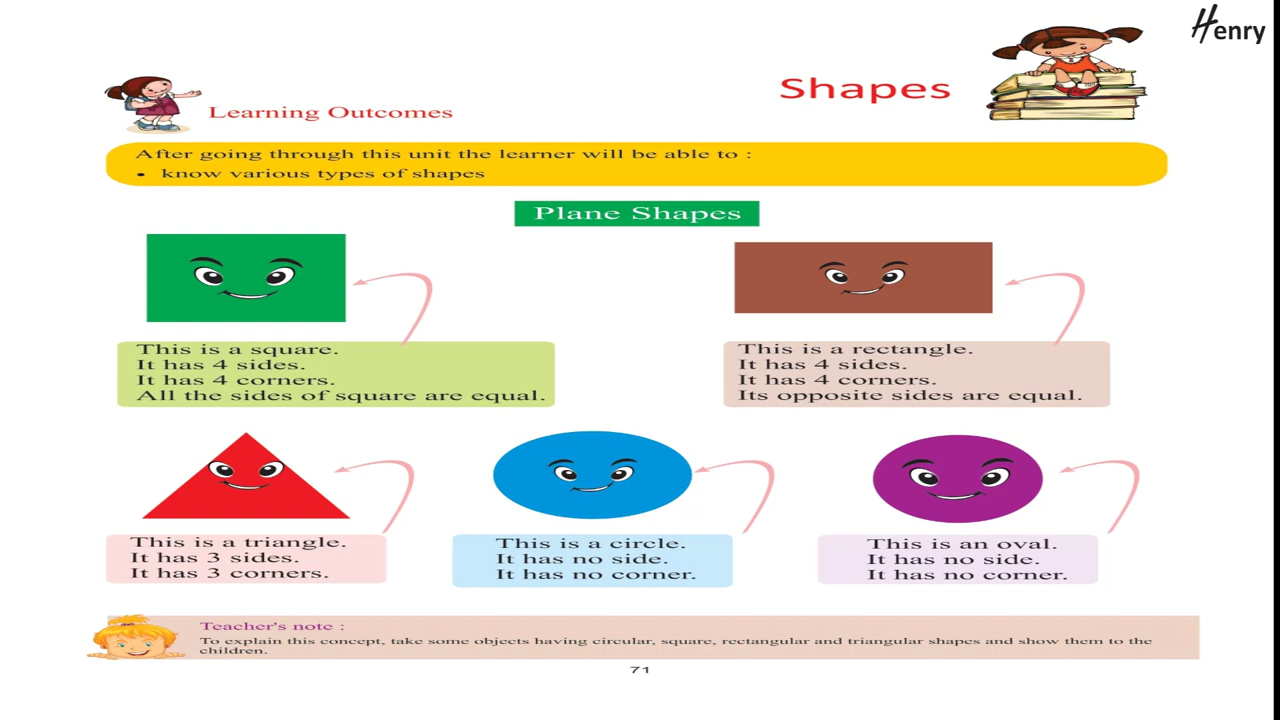 Henry
Shapes
Learning Outcomes
After going through this unit the learner will be able to :
• know various types of shapes
Plane Shapes
This is a square.
It has 4 sides.
It has 4 corners.
All the sides of square are equal.
This is a rectangle.
It has 4 sides.
It has 4 corners.
Its opposite sides are equal.
This is a triangle.
It has 3 sides.
It has 3 corners.
This is a circle.
It has no side.
It has no corner.
This is an oval.
It has no side.
It has no corner.
Teacher's note :
To explain this concept, take some objects having circular, square, rectangular and triangular shapes and show them to the
children.
71